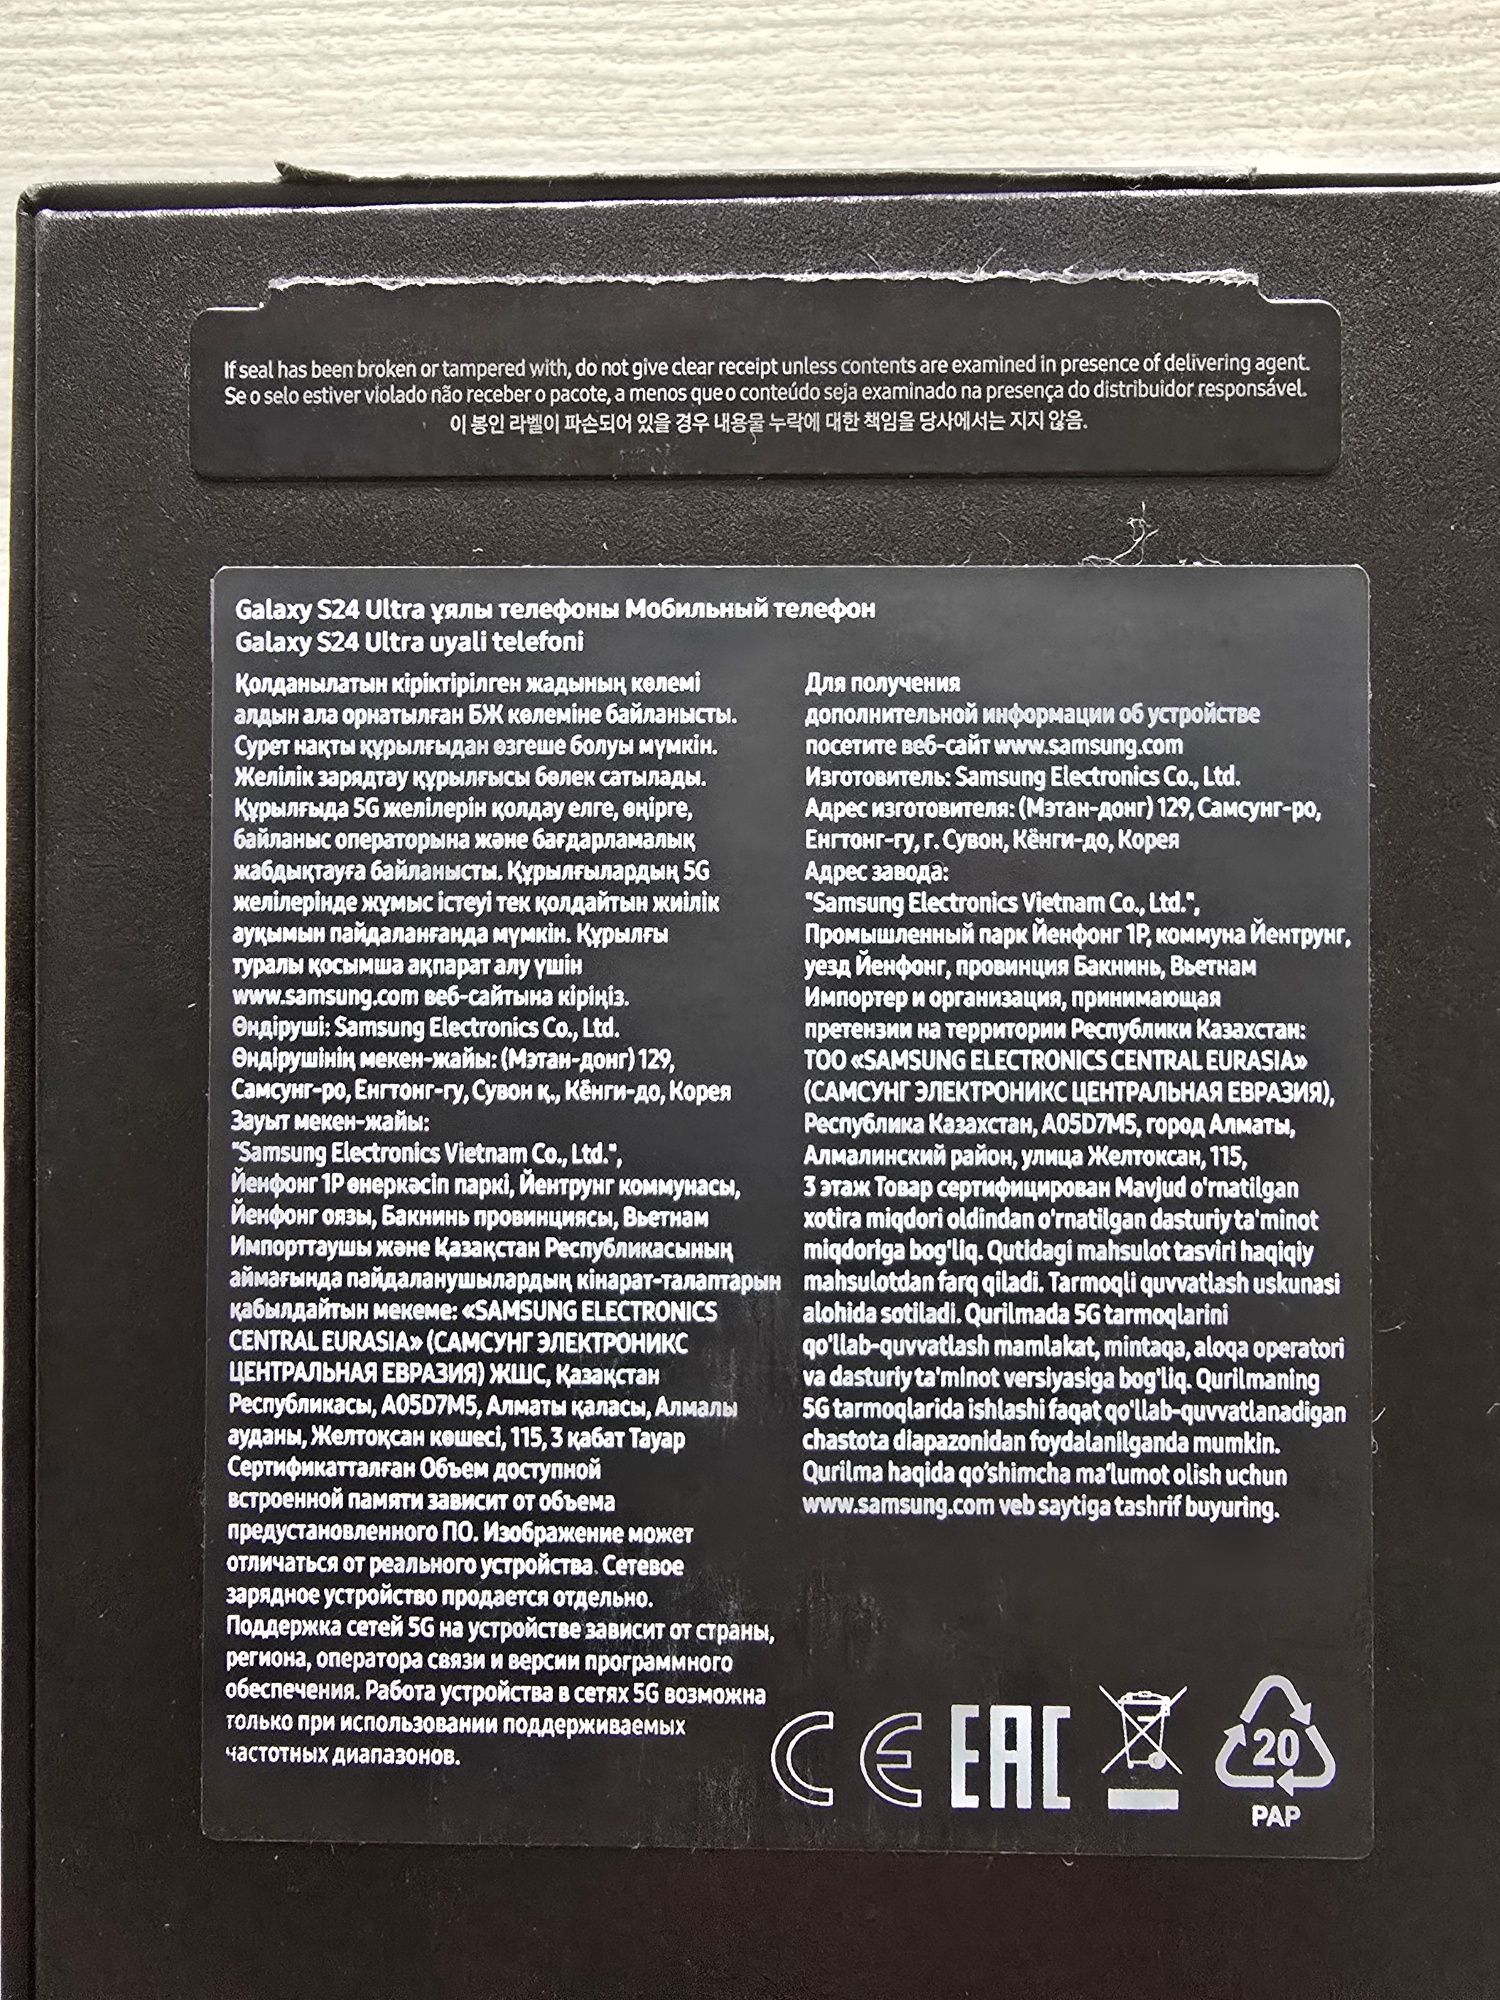 If seal has been broken or tampered with, do not give clear receipt unless contents are examined in presence of delivering agent.
Se o selo estiver violado não receber o pacote, a menos que o conteúdo seja examinado na presença do distribuidor responsável.
이 봉인 라벨이 파손되어 있을 경우 내용물 누락에 대한 책임을 당사에서는 지지 않음.
Galaxy S24 Ultra ұялы телефоны Мобильный телефон
Galaxy S24 Ultra uyali telefoni
Қолданылатын кіріктірілген жадының көлемі
алдын ала орнатылған БЖ көлеміне байланысты.
Сурет нақты құрылғыдан өзгеше болуы мүмкін.
Желілік зарядтау құрылғысы бөлек сатылады.
Құрылғыда 5G желілерін қолдау елге, өңірге,
байланыс операторына және бағдарламалық
жабдықтауға байланысты. Құрылғылардың 5G
желілерінде жұмыс істеуі тек қолдайтын жиілік
ауқымын пайдаланғанда мүмкін. Құрылғы
туралы қосымша ақпарат алу үшін
www.samsung.com веб-сайтына кіріңіз.
Өндіруші: Samsung Electronics Co., Ltd.
Өндірушінің мекен-жайы: (Мэтан-донг) 129,
Самсунг-ро, Енгтонг-гу, Сувон қ., Кёнги-до, Корея
Зауыт мекен-жайы:
"Samsung Electronics Vietnam Co., Ltd.",
Йенфонг 1P өнеркәсіп паркі, Йентрунг коммунасы,
Йенфонг оязы, Бакнинь провинциясы, Вьетнам
Импорттаушы және Қазақстан Республикасының
аймағында пайдаланушылардың кінарат-талаптарын
қабылдайтын мекеме: «SAMSUNG ELECTRONICS
CENTRAL EURASIA» (САМСУНГ ЭЛЕКТРОНИКС
ЦЕНТРАЛЬНАЯ ЕВРАЗИЯ) ЖШС, Қазақстан
Республикасы, A05D7M5, Алматы қаласы, Алмалы
ауданы, Желтоқсан көшесі, 115, 3 қабат Тауар
Сертификатталған Объем доступной
встроенной памяти зависит от объема
предустановленного ПО. Изображение может
отличаться от реального устройства. Сетевое
зарядное устройство продается отдельно.
Поддержка сетей 5G на устройстве зависит от страны,
региона, оператора связи и версии программного
обеспечения. Работа устройства в сетях 5G возможна
только при использовании поддерживаемых
частотных диапазонов.
Для получения
дополнительной информации об устройстве
посетите веб-сайт www.samsung.com
Изготовитель: Samsung Electronics Co., Ltd.
Адрес изготовителя: (Мэтан-донг) 129, Самсунг-ро,
Енгтонг-гу, г. Сувон, Кёнги-до, Корея
Адрес завода:
"Samsung Electronics Vietnam Co., Ltd.",
Промышленный парк Йенфонг 1P, коммуна Йентрунг,
уезд Йенфонг, провинция Бакнинь, Вьетнам
Импортер и организация, принимающая
претензии на территории Республики Казахстан:
ТОО «SAMSUNG ELECTRONICS CENTRAL EURASIA»
(САМСУНГ ЭЛЕКТРОНИКС ЦЕНТРАЛЬНАЯ ЕВРАЗИЯ),
Республика Казахстан, A05D7M5, город Алматы,
Алмалинский район, улица Желтоксан, 115,
3 этаж Товар сертифицирован Mavjud o'rnatilgan
xotira miqdori oldindan o'rnatilgan dasturiy ta'minot
miqdoriga bog'liq. Qutidagi mahsulot tasviri haqiqiy
mahsulotdan farq qiladi. Tarmoqli quvvatlash uskunasi
alohida sotiladi. Qurilmada 5G tarmoqlarini
qo'llab-quvvatlash mamlakat, mintaqa, aloqa operatori
va dasturiy ta'minot versiyasiga bog'liq. Qurilmaning
5G tarmoqlarida ishlashi faqat qo'llab-quvvatlanadigan
chastota diapazonidan foydalanilganda mumkin.
Qurilma haqida qo'shimcha ma'lumot olish uchun
www.samsung.com veb saytiga tashrif buyuring.
CE EAC 20
PAP